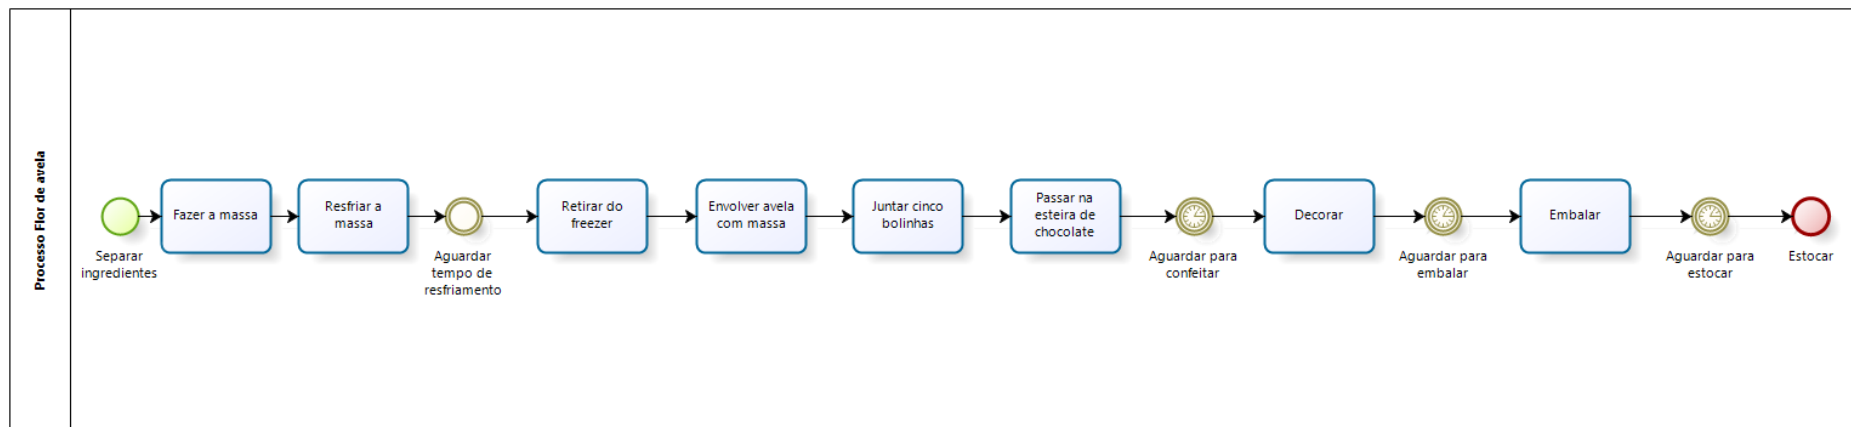 Processo Flor de avela
Separar
ingredientes
Fazer a massa
Resfriar a
massa
Aguardar
tempo de
resfriamento
Retirar do
freezer
Envolver avela
com massa
Juntar cinco
bolinhas
Passar na
esteira de
chocolate
Aguardar para
confeitar
Decorar
Aguardar para
embalar
Embalar
Aguardar para
estocar
Estocar